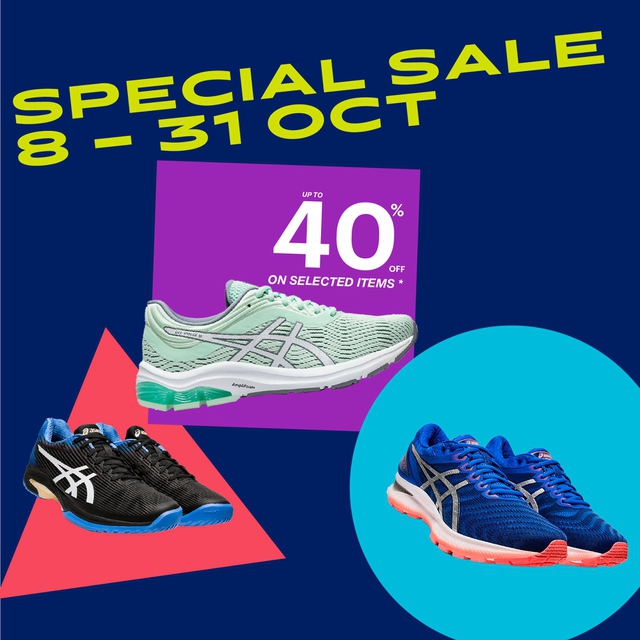 SPECIAL SALE
8 – 31 OCT
UP TO
40%
OFF
ON SELECTED ITEMS *